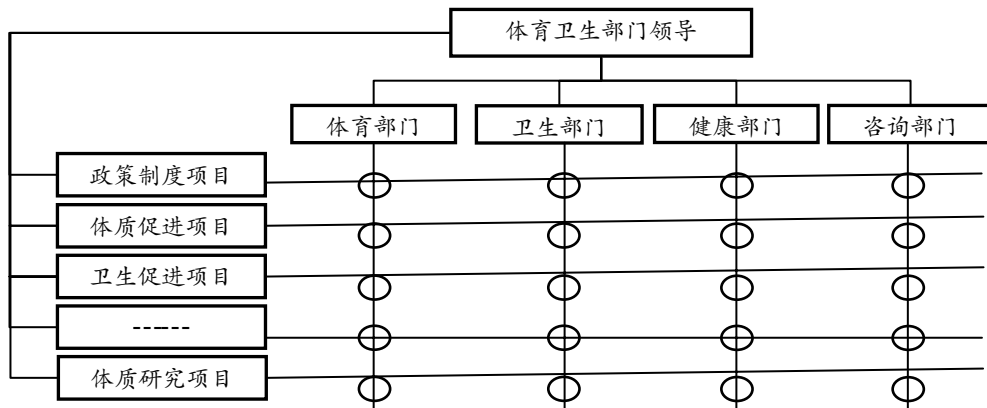 体育卫生部门领导
体育部门
卫生部门
健康部门
咨询部门
政策制度项目
体质促进项目
卫生促进项目
------
体质研究项目